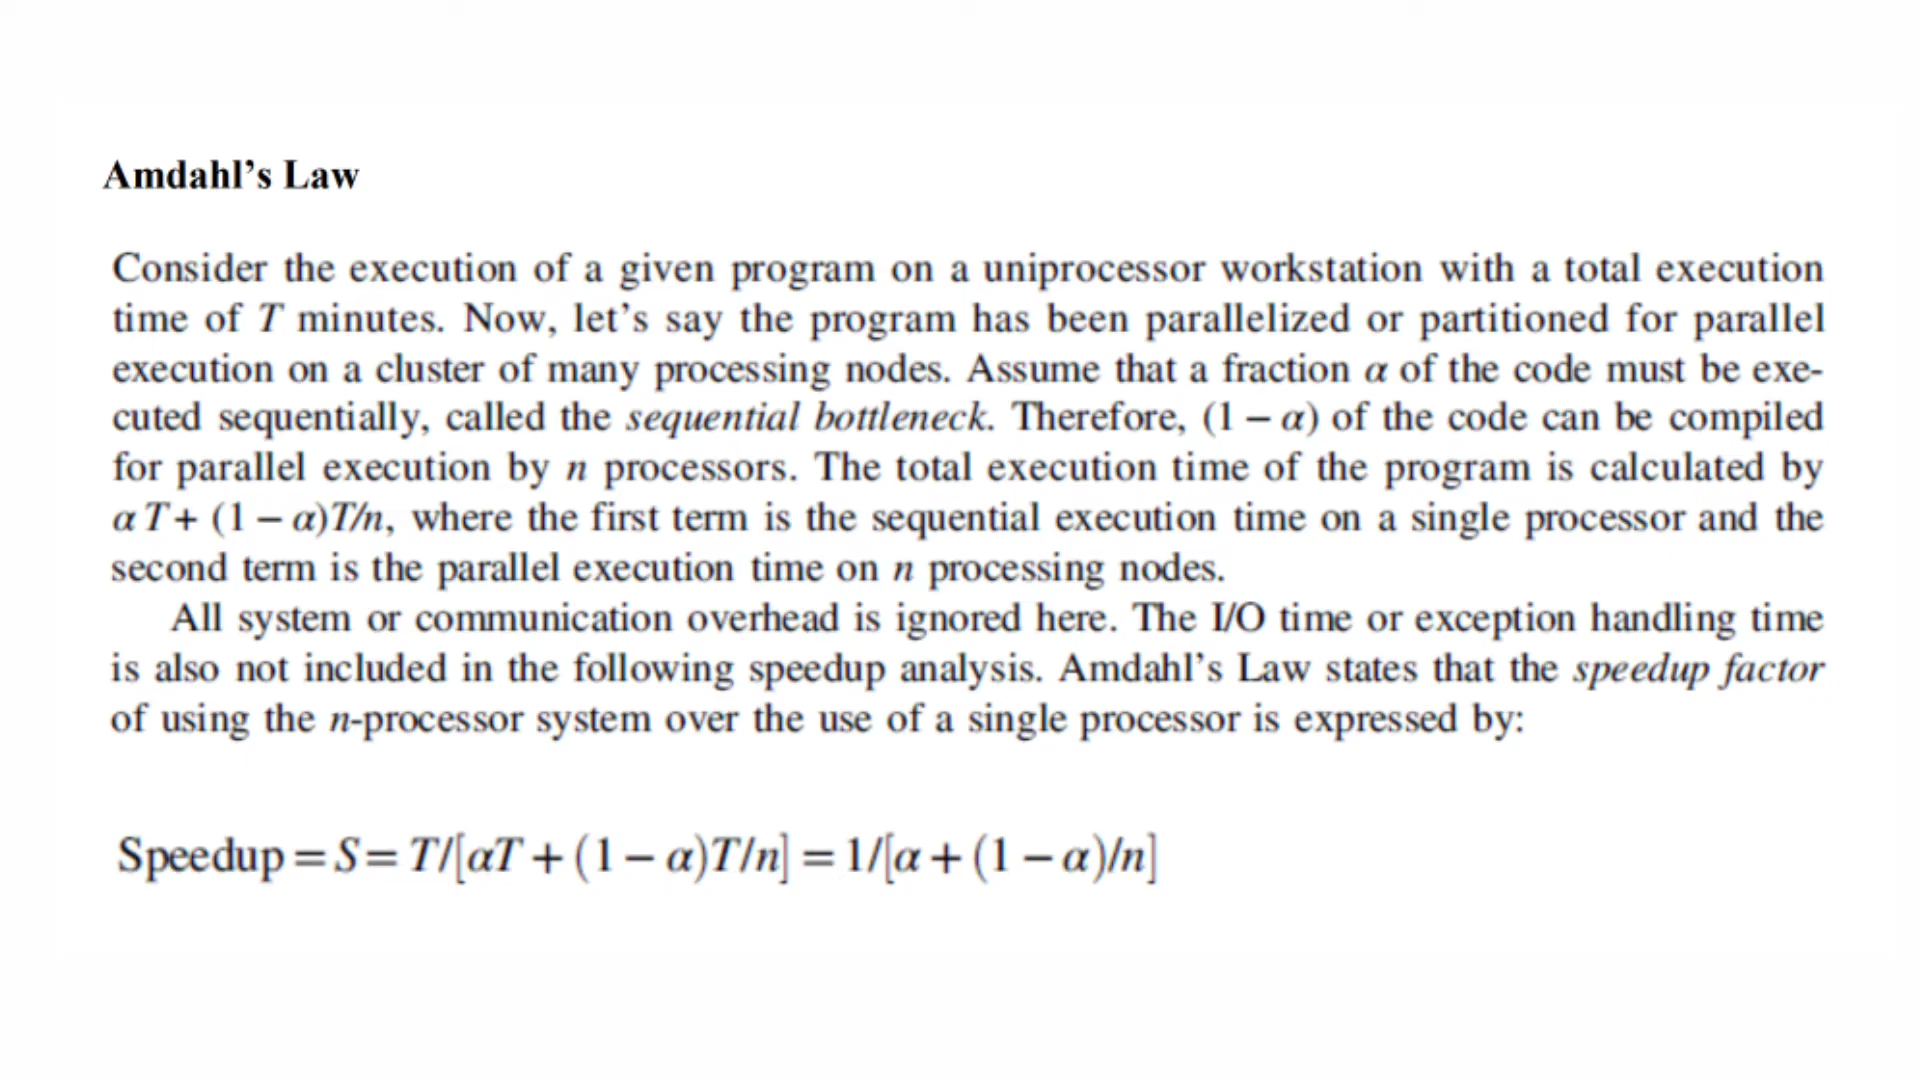 Amdahl’s Law
Consider the execution of a given program on a uniprocessor workstation with a total execution
time of T minutes. Now, let’s say the program has been parallelized or partitioned for parallel
execution on a cluster of many processing nodes. Assume that a fraction α of the code must be exe-
cuted sequentially, called the sequential bottleneck. Therefore, (1 − α) of the code can be compiled
for parallel execution by n processors. The total execution time of the program is calculated by
α T + (1 − α)T/n, where the first term is the sequential execution time on a single processor and the
second term is the parallel execution time on n processing nodes.
All system or communication overhead is ignored here. The I/O time or exception handling time
is also not included in the following speedup analysis. Amdahl’s Law states that the speedup factor
of using the n-processor system over the use of a single processor is expressed by:
Speedup = S = T/[αT + (1 − α)T/n] = 1/[α + (1 − α)/n]